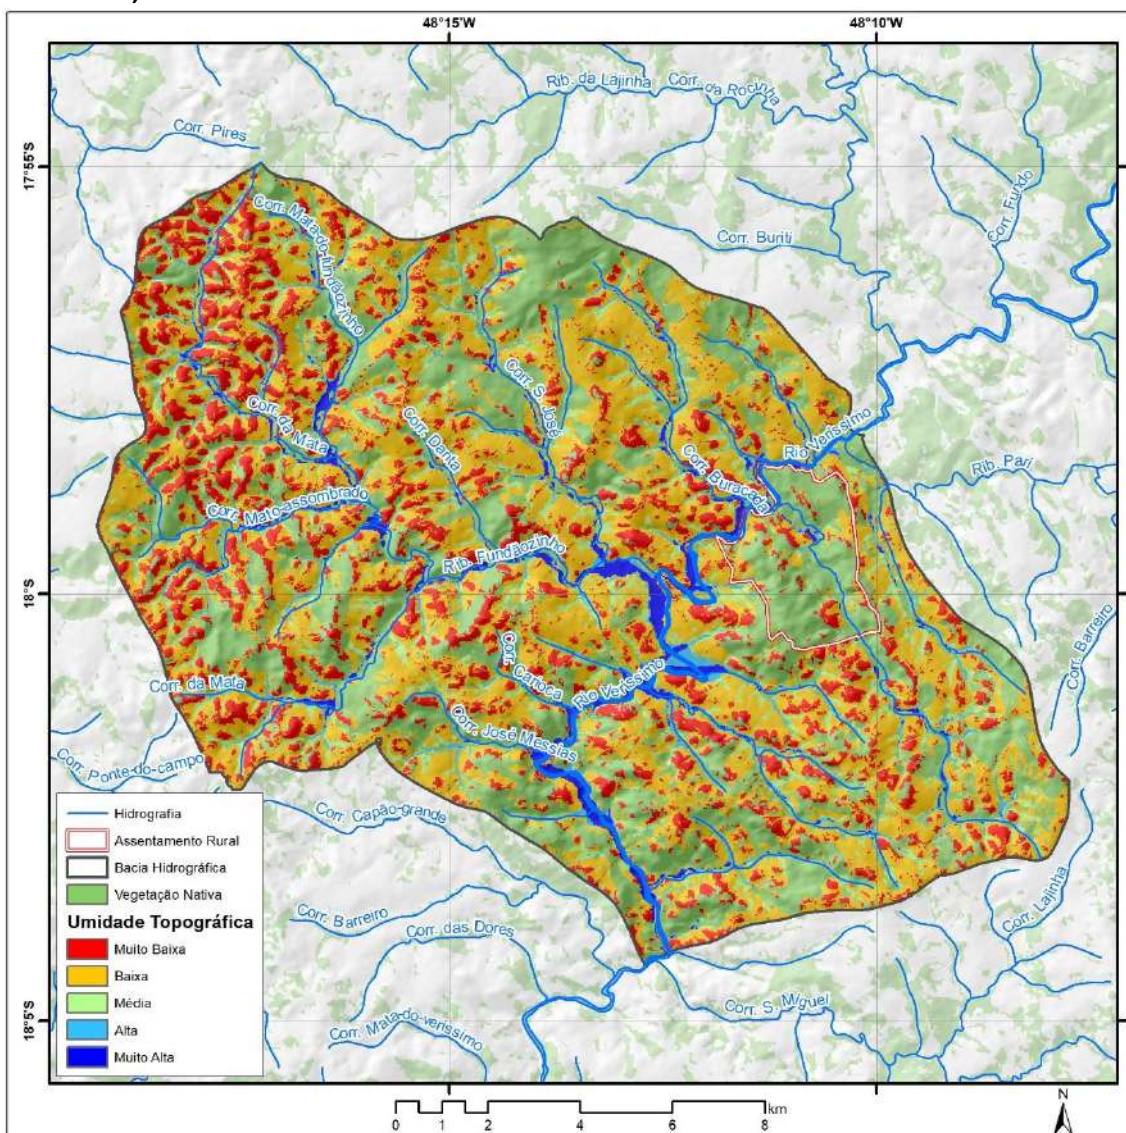 48°15'W
48°10'W
17°55'S
18°S
18°5'S
Rib. da Lajinha
Corr. da Rocinha
Corr. Pires
Corr. Fundo
Corr. Buriti
Corr. Mata-do-fundãozinho
Corr. S. José
Corr. da Mata
Corr. Danta
Rio Veríssimo
Corr. Buracada
Rib. Pari
Corr. Mato-assombrado
Rib. Fundãozinho
Corr. Barreiro
Corr. Carioca
Rio Veríssimo
Corr. da Mata
Corr. José Messias
Corr. Ponte-do-campo
Corr. Capão-grande
Corr. Lajinha
Corr. Barreiro
Corr. das Dores
Corr. S. Miguel
Corr. Mata-do-veríssimo
Hidrografia
Assentamento Rural
Bacia Hidrográfica
Vegetação Nativa
Umidade Topográfica
Muito Baixa
Baixa
Média
Alta
Muito Alta
0 1 2 4 6 8 km
N